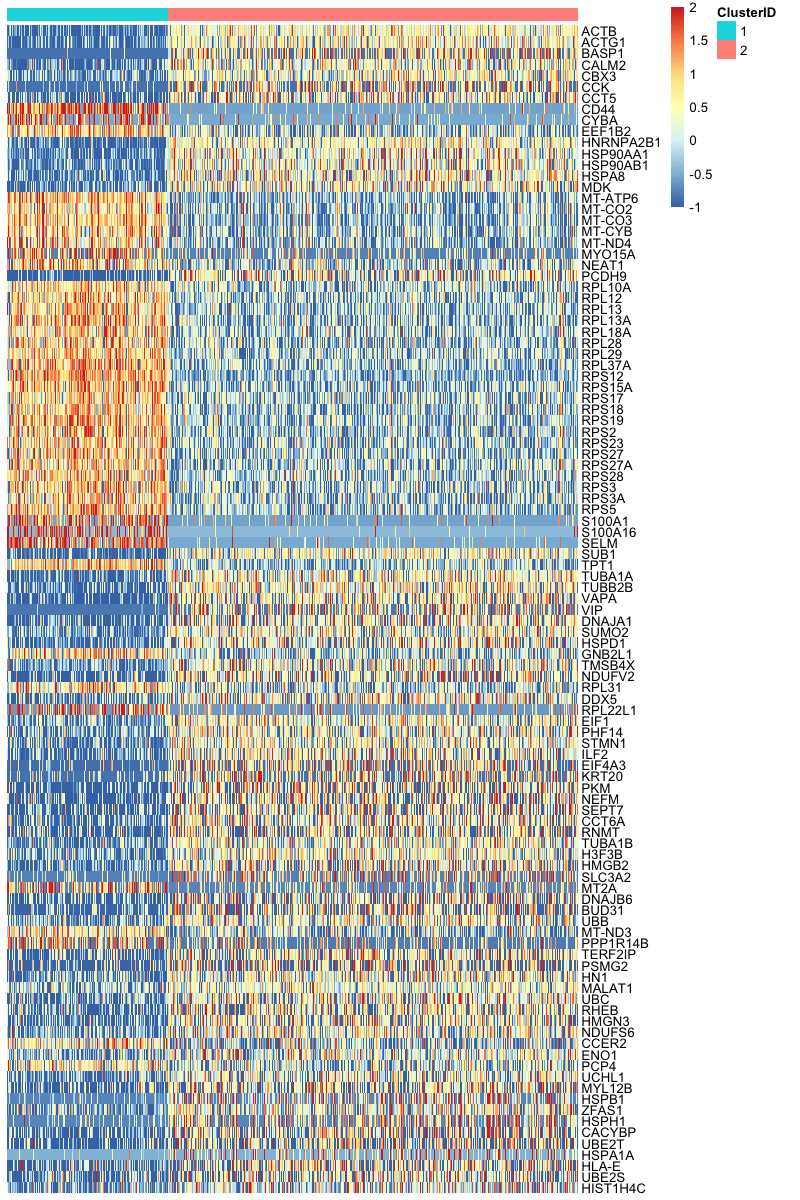 2
1.5
1
0.5
0
-0.5
-1
ClusterID
1
2
ACTB
ACTG1
BASP1
CALM2
CBX3
CCK
CCT5
CD44
CYBA
EEF1B2
HNRNPA2B1
HSP90AA1
HSP90AB1
HSPA8
MDK
MT-ATP6
MT-CO2
MT-CO3
MT-CYB
MT-ND4
MYO15A
NEAT1
PCDH9
RPL10A
RPL12
RPL13
RPL13A
RPL18A
RPL28
RPL29
RPL37A
RPS12
RPS15A
RPS17
RPS18
RPS19
RPS2
RPS23
RPS27
RPS27A
RPS28
RPS3
RPS3A
RPS5
S100A1
S100A16
SELM
SUB1
TPT1
TUBA1A
TUBB2B
VAPA
VIP
DNAJA1
SUMO2
HSPD1
GNB2L1
TMSB4X
NDUFV2
RPL31
DDX5
RPL22L1
EIF1
PHF14
STMN1
ILF2
EIF4A3
KRT20
PKM
NEFM
SEPT7
CCT6A
RNMT
TUBA1B
H3F3B
HMGB2
SLC3A2
MT2A
DNAJB6
BUD31
UBB
MT-ND3
PPP1R14B
TERF2IP
PSMG2
HN1
MALAT1
UBC
RHEB
HMGN3
NDUFS6
CCER2
ENO1
PCP4
UCHL1
MYL12B
HSPB1
ZFAS1
HSPH1
CACYBP
UBE2T
HSPA1A
HLA-E
UBE2S
HIST1H4C